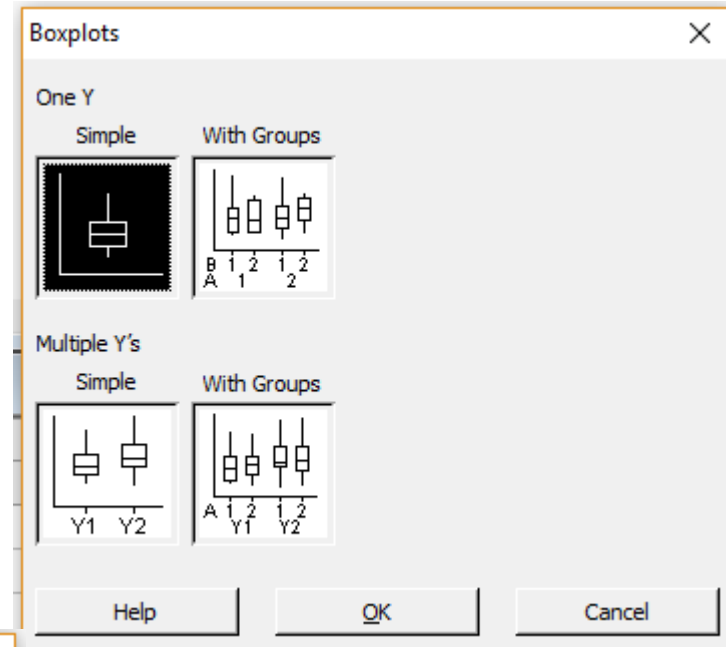 Boxplots
One Y
Simple With Groups
B 1 2 1 2
A 1 2
Multiple Y's
Simple With Groups
Y1 Y2
A 1 2 1 2
Y1 Y2
Help OK Cancel